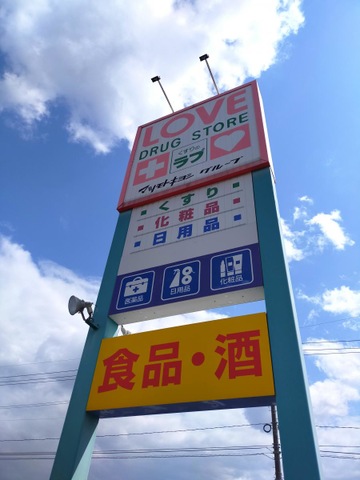 LOVE
DRUG STORE
くすりの
ラブ
マツモトキヨシ グループ
くすり
化粧品
日用品
医薬品 日用品 化粧品
食品・酒